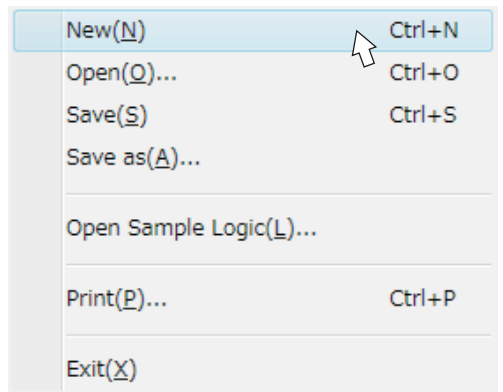 New(N) Ctrl+N
Open(O)... Ctrl+O
Save(S) Ctrl+S
Save as(A)...
Open Sample Logic(L)...
Print(P)... Ctrl+P
Exit(X)